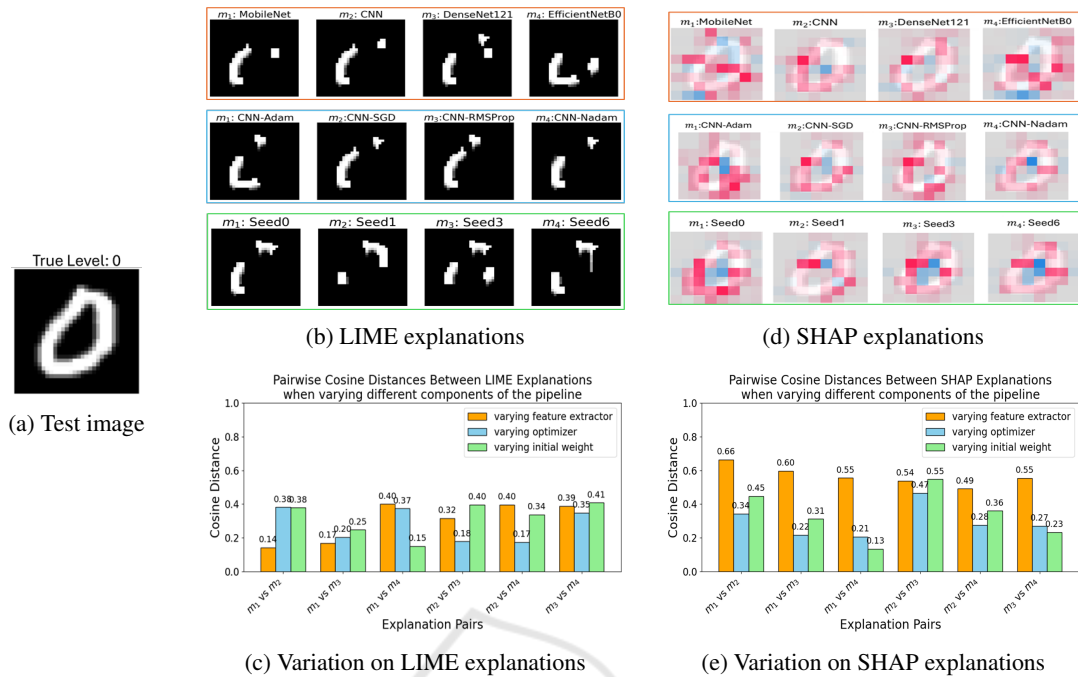 True Level: 0
(a) Test image
m₁: MobileNet m₂: CNN m₃: DenseNet121 m₄: EfficientNetB0
m₁: CNN-Adam m₂:CNN-SGD m₃:CNN-RMSProp m₄:CNN-Nadam
m₁: Seed0 m₂: Seed1 m₃: Seed3 m₄: Seed6
(b) LIME explanations
m₁:MobileNet m₂:CNN m₃:DenseNet121 m₄:EfficientNetB0
m₁:CNN-Adam m₂:CNN-SGD m₃:CNN-RMSProp m₄:CNN-Nadam
m₁: Seed0 m₂: Seed1 m₃: Seed3 m₄: Seed6
(d) SHAP explanations
Pairwise Cosine Distances Between LIME Explanations
when varying different components of the pipeline
varying feature extractor
varying optimizer
varying initial weight
Cosine Distance
1.0
0.8
0.6
0.4
0.2
0.0
0.14 0.38 0.38
0.17 0.20 0.25
0.40 0.37 0.15
0.32 0.18 0.40
0.40 0.17 0.34
0.39 0.35 0.41
m₁ vs m₂ m₁ vs m₃ m₁ vs m₄ m₂ vs m₃ m₂ vs m₄ m₃ vs m₄
Explanation Pairs
(c) Variation on LIME explanations
Pairwise Cosine Distances Between SHAP Explanations
when varying different components of the pipeline
varying feature extractor
varying optimizer
varying initial weight
Cosine Distance
1.0
0.8
0.6
0.4
0.2
0.0
0.66 0.34 0.45
0.60 0.22 0.31
0.55 0.21 0.13
0.54 0.47 0.55
0.49 0.28 0.36
0.55 0.27 0.23
m₁ vs m₂ m₁ vs m₃ m₁ vs m₄ m₂ vs m₃ m₂ vs m₄ m₃ vs m₄
Explanation Pairs
(e) Variation on SHAP explanations